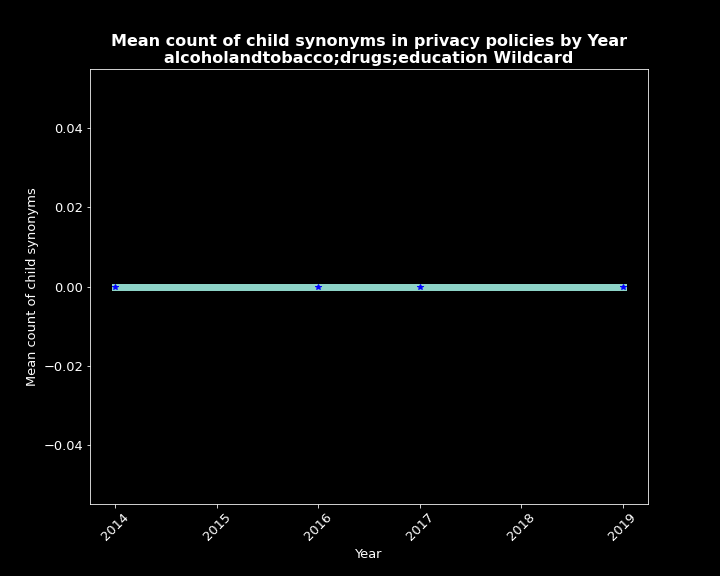 Mean count of child synonyms in privacy policies by Year
alcoholandtobacco;drugs;education Wildcard
Mean count of child synonyms
0.04
0.02
0.00
−0.02
−0.04
2014
2015
2016
2017
2018
2019
Year